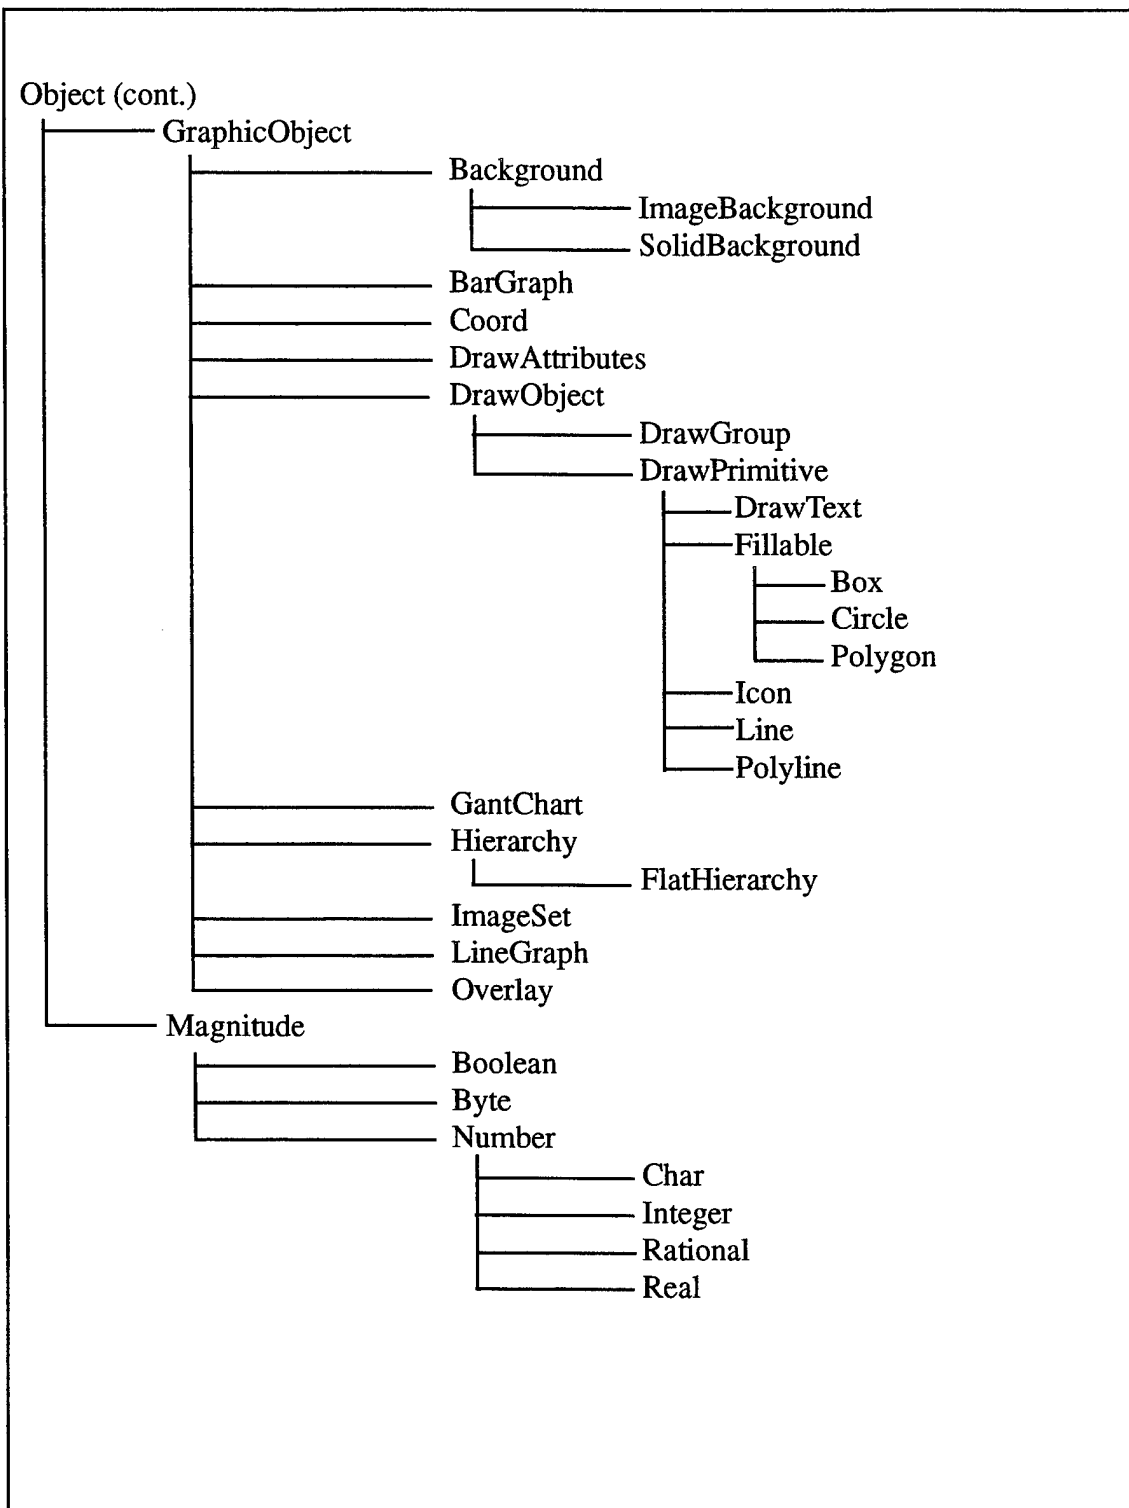 Object (cont.)
GraphicObject
Background
ImageBackground
SolidBackground
BarGraph
Coord
DrawAttributes
DrawObject
DrawGroup
DrawPrimitive
DrawText
Fillable
Box
Circle
Polygon
Icon
Line
Polyline
GantChart
Hierarchy
FlatHierarchy
ImageSet
LineGraph
Overlay
Magnitude
Boolean
Byte
Number
Char
Integer
Rational
Real